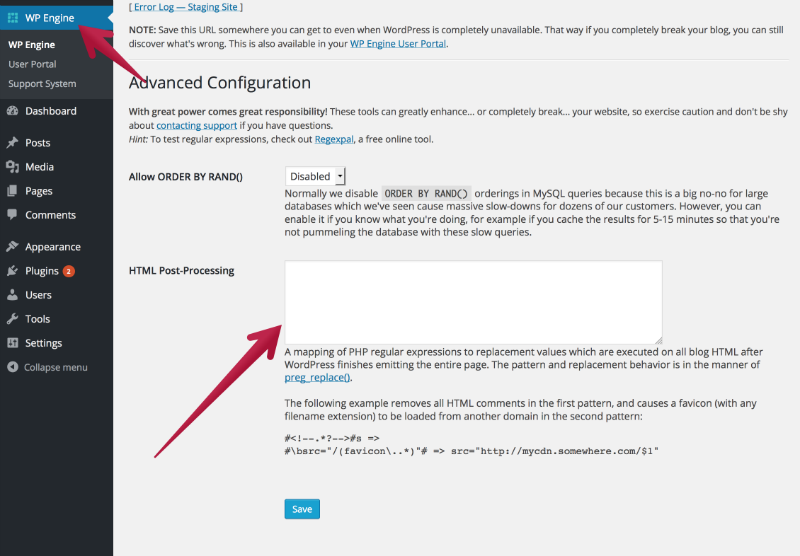 WP Engine
WP Engine
User Portal
Support System
Dashboard
Posts
Media
Pages
Comments
Appearance
Plugins 2
Users
Tools
Settings
Collapse menu
[ Error Log — Staging Site ]
NOTE: Save this URL somewhere you can get to even when WordPress is completely unavailable. That way if you completely break your blog, you can still
discover what's wrong. This is also available in your WP Engine User Portal.
Advanced Configuration
With great power comes great responsibility! These tools can greatly enhance... or completely break... your website, so exercise caution and don't be shy
about contacting support if you have questions.
Hint: To test regular expressions, check out Regexpal, a free online tool.
Allow ORDER BY RAND()
Disabled
Normally we disable ORDER BY RAND() orderings in MySQL queries because this is a big no-no for large
databases which we've seen cause massive slow-downs for dozens of our customers. However, you can
enable it if you know what you're doing, for example if you cache the results for 5-15 minutes so that you're
not pummeling the database with these slow queries.
HTML Post-Processing
A mapping of PHP regular expressions to replacement values which are executed on all blog HTML after
WordPress finishes emitting the entire page. The pattern and replacement behavior is in the manner of
preg_replace().
The following example removes all HTML comments in the first pattern, and causes a favicon (with any
filename extension) to be loaded from another domain in the second pattern:
#<!--.*?-->#s =>
#\bsrc="/(favicon\..*)"# => src="http://mycdn.somewhere.com/$1"
Save